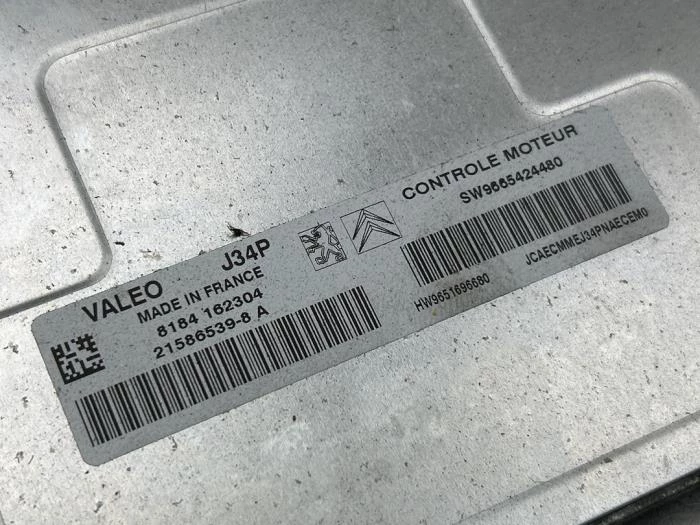 VALEO J34P
MADE IN FRANCE
8184 162304
21586539-8 A
CONTROLE MOTEUR
SW9665424480
HW9651696680 JCAECMMEJ34PNAECEM0